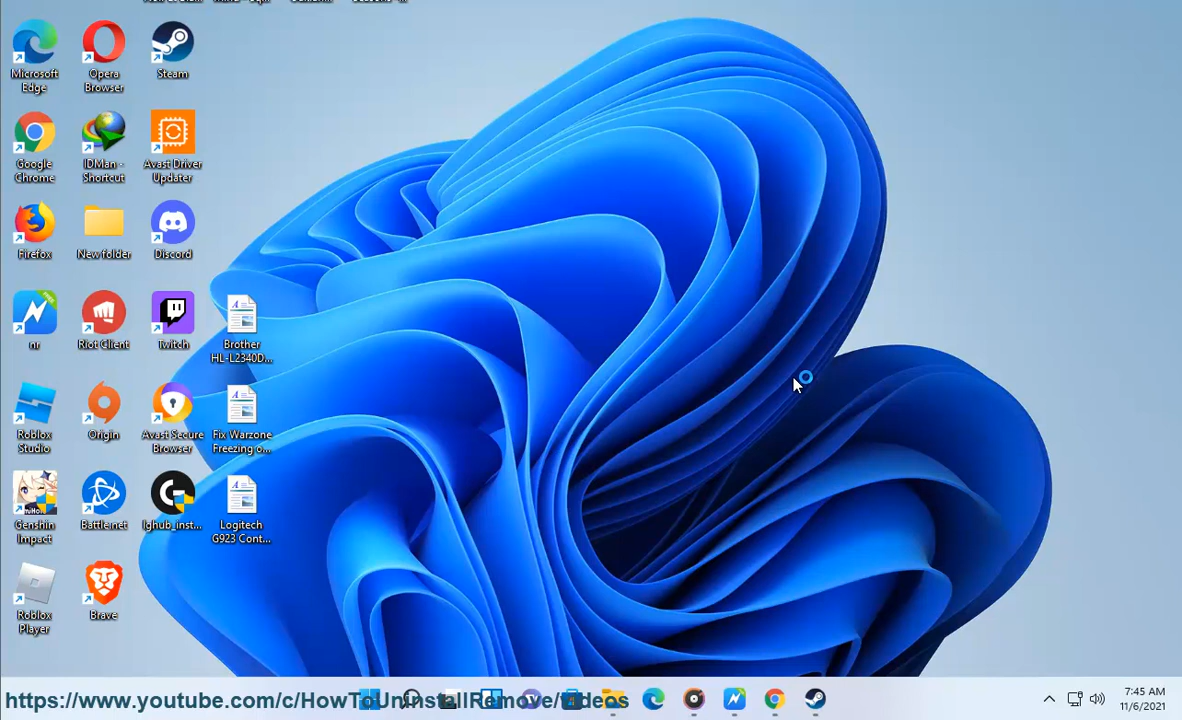 Microsoft Edge
Opera Browser
Steam
Google Chrome
IDMan - Shortcut
Avast Driver Updater
Firefox
New folder
Discord
nr
Riot Client
Twitch
Brother HL-L2340D...
Roblox Studio
Origin
Avast Secure Browser
Fix Warzone Freezing o...
Genshin Impact
Battle.net
lghub_inst...
Logitech G923 Cont...
Roblox Player
Brave
https://www.youtube.com/c/HowToUninstallRemove/videos
7:45 AM
11/6/2021